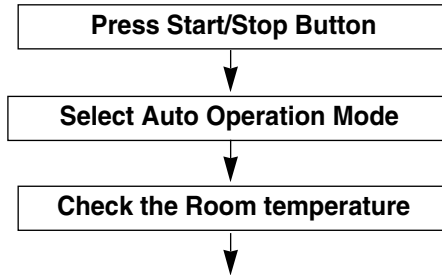 Press Start/Stop Button
Select Auto Operation Mode
Check the Room temperature